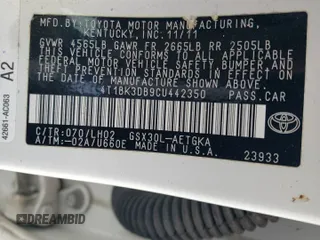 MFD. BY: TOYOTA MOTOR MANUFACTURING,
KENTUCKY, INC. 11/11
GVWR 4565LB GAWR FR 2665LB RR 2505LB
THIS VEHICLE CONFORMS TO ALL APPLICABLE
FEDERAL MOTOR VEHICLE SAFETY, BUMPER, AND
THEFT PREVENTION STANDARDS IN EFFECT ON
THE DATE OF MANUFACTURE SHOWN ABOVE.
4T1BK3DB9CU442350 PASS.CAR
C/TR:070/LH02 GSX30L-AETGKA
A/TM:-02A/U660E MADE IN U.S.A.
TOYOTA
23933
42661-AC063
A2
DREAMBID